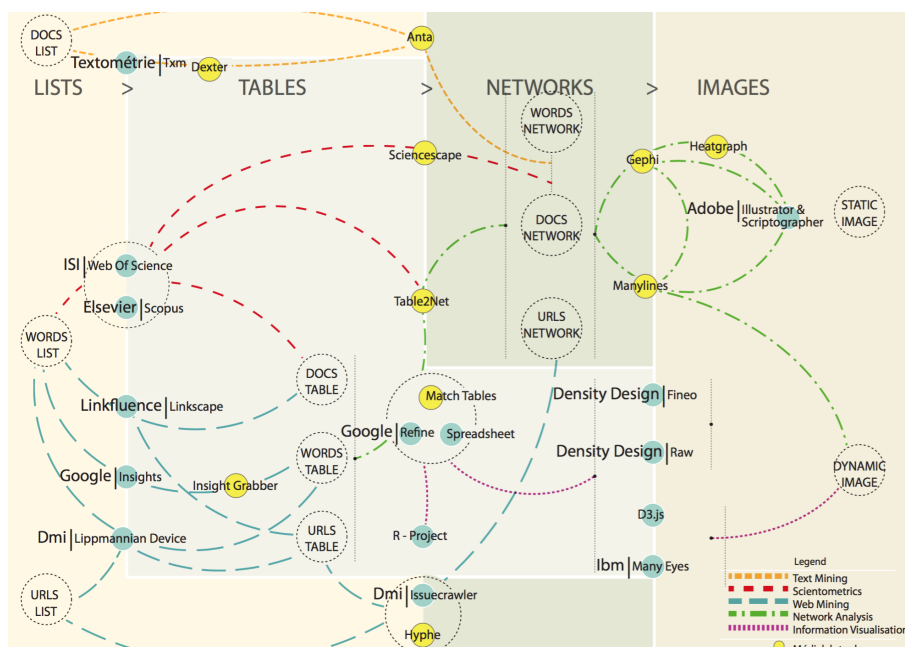 DOCS
LIST
Anta
Textométrie | Txm
Dexter
LISTS
>
TABLES
>
NETWORKS
>
IMAGES
WORDS
NETWORK
Sciencescape
Gephi
Heatgraph
Adobe | Illustrator &
Scriptographer
STATIC
IMAGE
DOCS
NETWORK
ISI | Web Of Science
Elsevier | Scopus
Table2Net
Manylines
URLS
NETWORK
WORDS
LIST
DOCS
TABLE
Match Tables
Density Design | Fineo
Linkfluence | Linkscape
Google | Refine
Spreadsheet
WORDS
TABLE
Density Design | Raw
Google | Insights
Insight Grabber
DYNAMIC
IMAGE
D3.js
URLS
TABLE
R - Project
Dmi | Lippmannian Device
Ibm | Many Eyes
Legend
Text Mining
Scientometrics
Web Mining
Network Analysis
Information Visualisation
URLS
LIST
Dmi | Issuecrawler
Hyphe